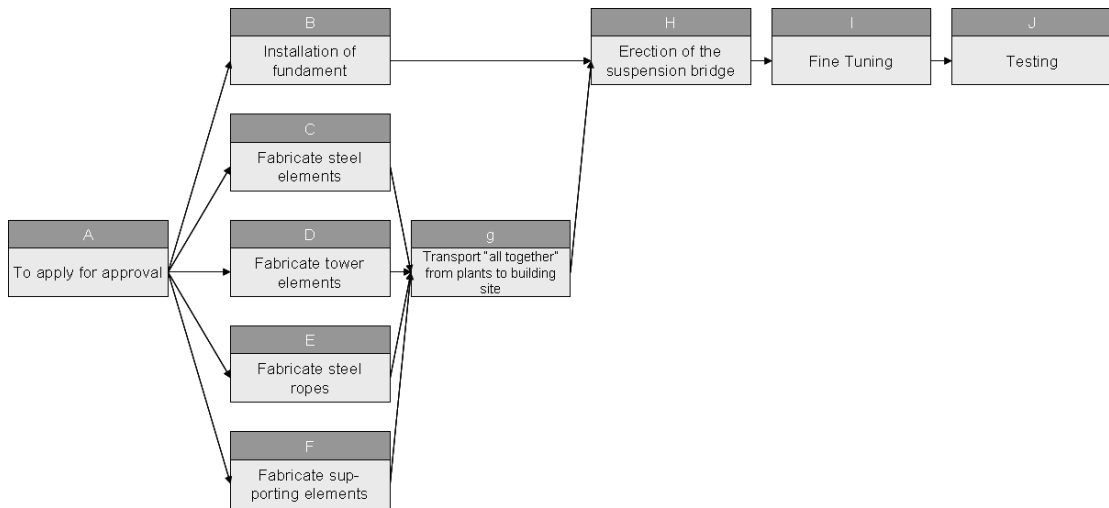 B
Installation of
fundament
H
Erection of the
suspension bridge
I
Fine Tuning
J
Testing
C
Fabricate steel
elements
A
To apply for approval
D
Fabricate tower
elements
g
Transport "all together"
from plants to building
site
E
Fabricate steel
ropes
F
Fabricate sup-
porting elements